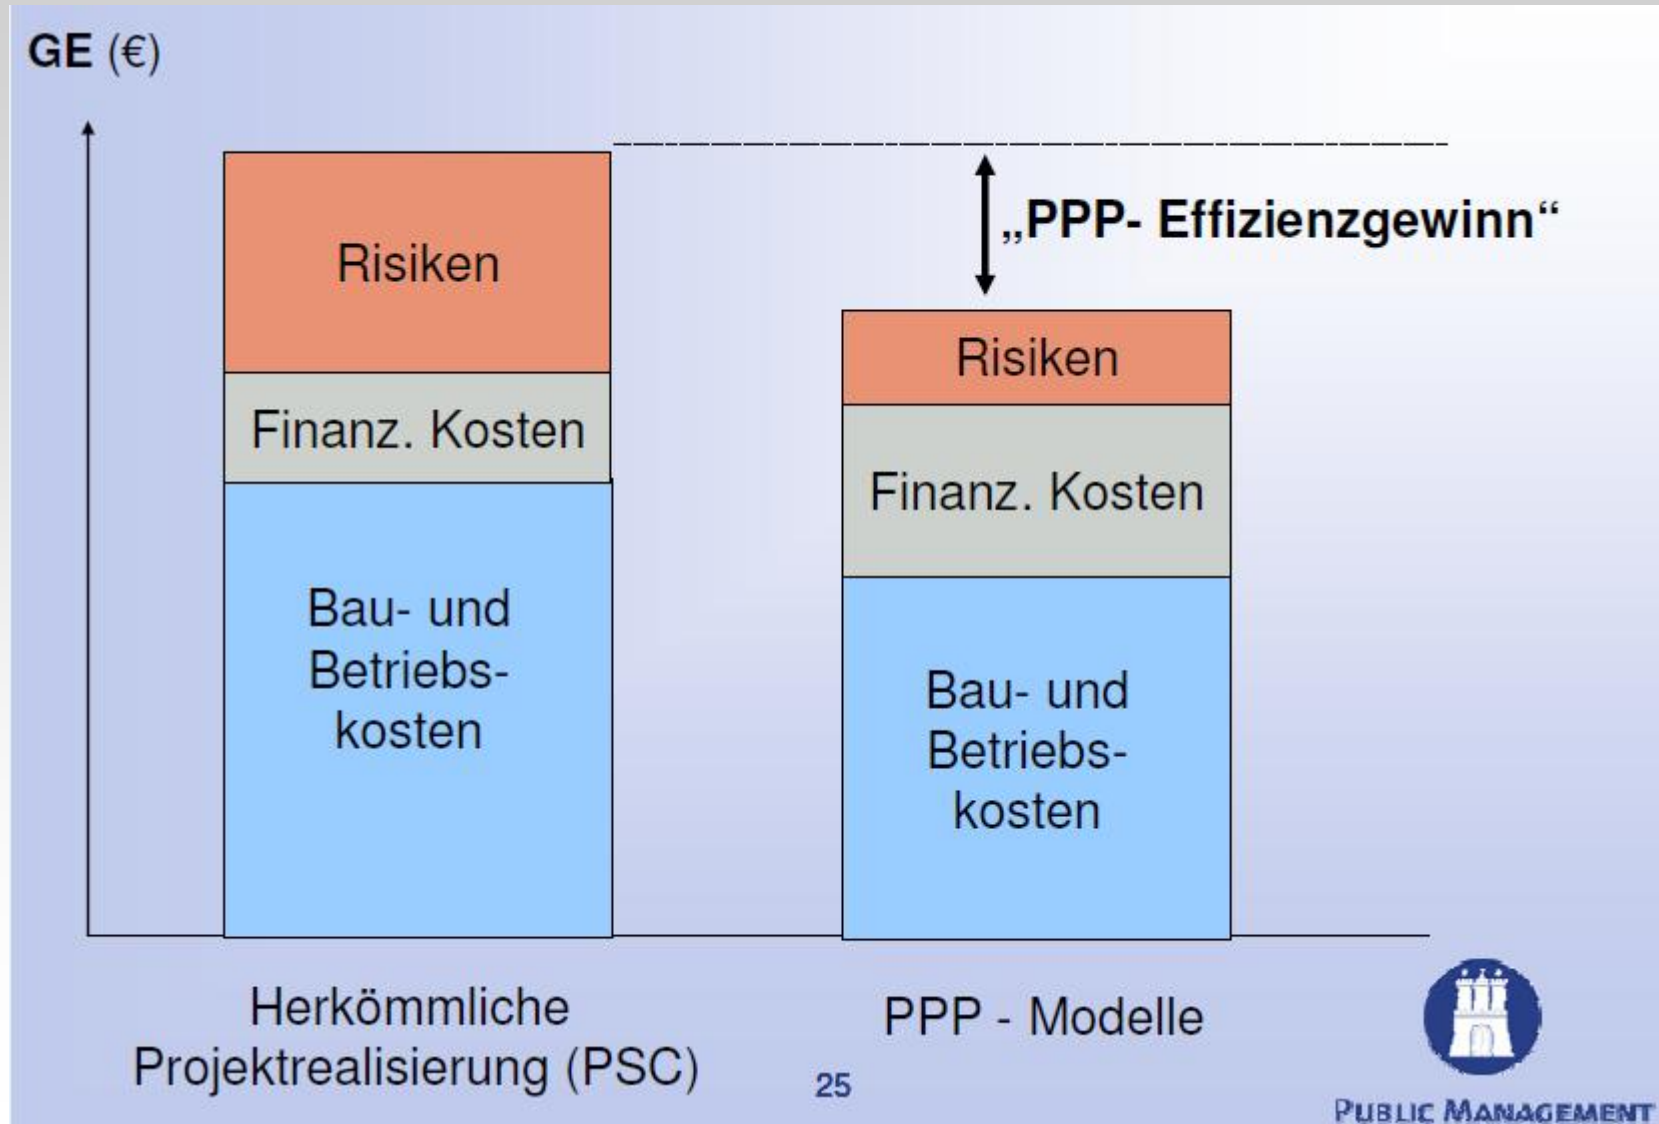 GE (€)
Risiken
Finanz. Kosten
Bau- und
Betriebs-
kosten
„PPP- Effizienzgewinn“
Risiken
Finanz. Kosten
Bau- und
Betriebs-
kosten
Herkömmliche
Projektrealisierung (PSC)
PPP - Modelle
25
PUBLIC MANAGEMENT